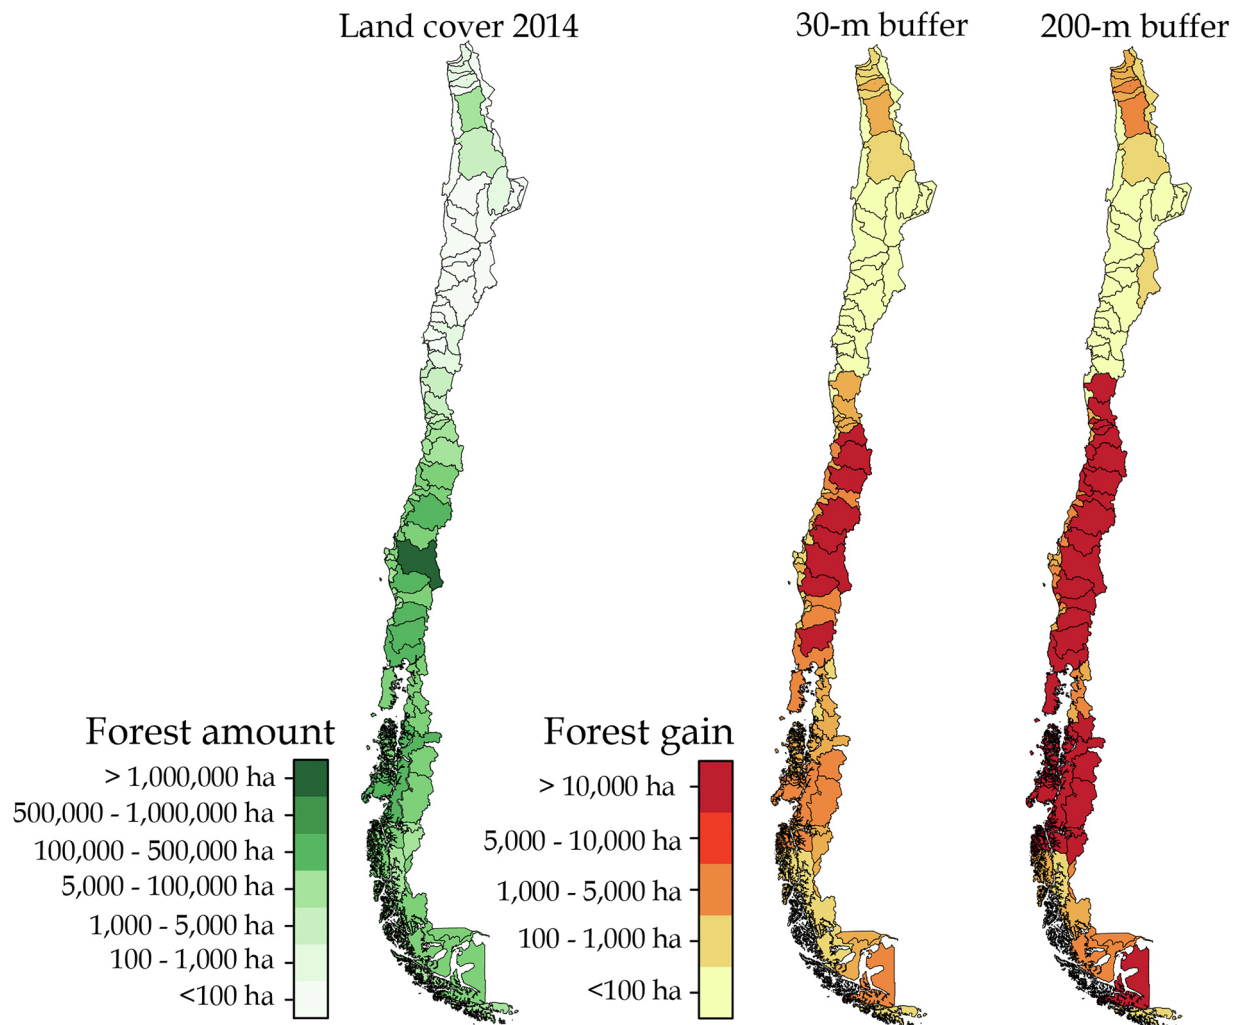 Land cover 2014
30-m buffer
200-m buffer
Forest amount
> 1,000,000 ha
500,000 - 1,000,000 ha
100,000 - 500,000 ha
5,000 - 100,000 ha
1,000 - 5,000 ha
100 - 1,000 ha
<100 ha
Forest gain
> 10,000 ha
5,000 - 10,000 ha
1,000 - 5,000 ha
100 - 1,000 ha
<100 ha